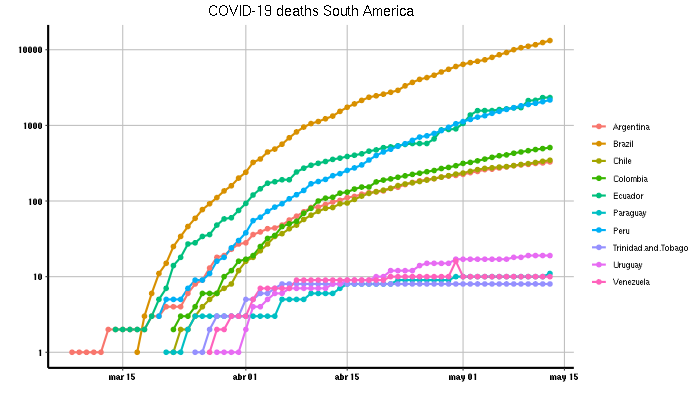 COVID-19 deaths South America
10000
1000
100
10
1
mar 15
abr 01
abr 15
may 01
may 15
Argentina
Brazil
Chile
Colombia
Ecuador
Paraguay
Peru
Trinidad.and.Tobago
Uruguay
Venezuela